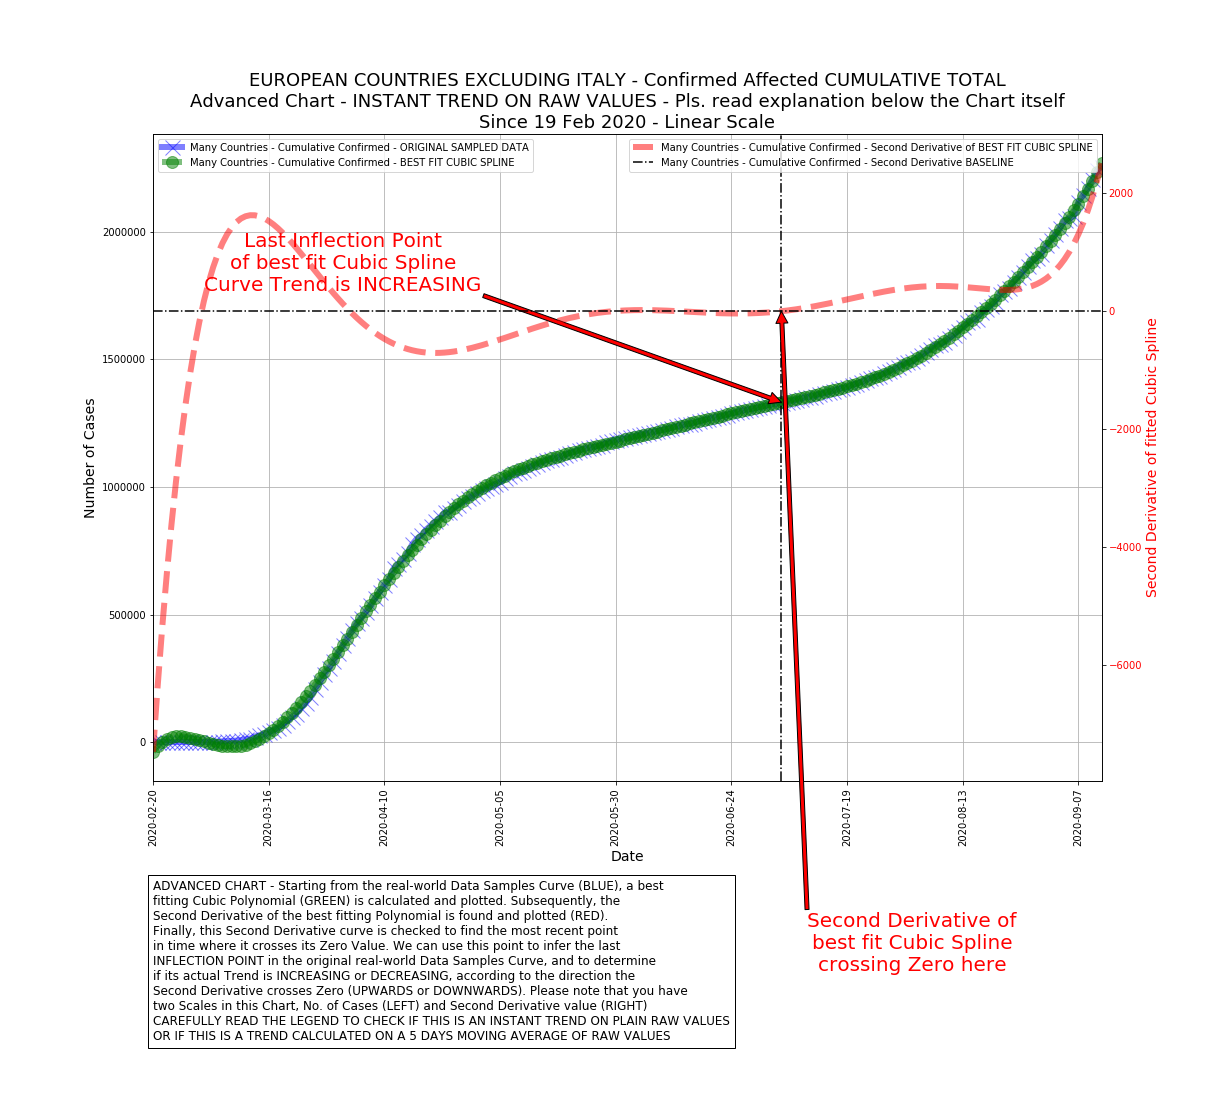 EUROPEAN COUNTRIES EXCLUDING ITALY - Confirmed Affected CUMULATIVE TOTAL
Advanced Chart - INSTANT TREND ON RAW VALUES - Pls. read explanation below the Chart itself
Since 19 Feb 2020 - Linear Scale
Many Countries - Cumulative Confirmed - ORIGINAL SAMPLED DATA
Many Countries - Cumulative Confirmed - BEST FIT CUBIC SPLINE
Many Countries - Cumulative Confirmed - Second Derivative of BEST FIT CUBIC SPLINE
Many Countries - Cumulative Confirmed - Second Derivative BASELINE
Last Inflection Point
of best fit Cubic Spline
Curve Trend is INCREASING
Number of Cases
2000000
1500000
1000000
500000
0
2000
0
−2000
−4000
−6000
Second Derivative of fitted Cubic Spline
2020-02-20
2020-03-16
2020-04-10
2020-05-05
2020-05-30
2020-06-24
2020-07-19
2020-08-13
2020-09-07
Date
Second Derivative of
best fit Cubic Spline
crossing Zero here
ADVANCED CHART - Starting from the real-world Data Samples Curve (BLUE), a best
fitting Cubic Polynomial (GREEN) is calculated and plotted. Subsequently, the
Second Derivative of the best fitting Polynomial is found and plotted (RED).
Finally, this Second Derivative curve is checked to find the most recent point
in time where it crosses its Zero Value. We can use this point to infer the last
INFLECTION POINT in the original real-world Data Samples Curve, and to determine
if its actual Trend is INCREASING or DECREASING, according to the direction the
Second Derivative crosses Zero (UPWARDS or DOWNWARDS). Please note that you have
two Scales in this Chart, No. of Cases (LEFT) and Second Derivative value (RIGHT)
CAREFULLY READ THE LEGEND TO CHECK IF THIS IS AN INSTANT TREND ON PLAIN RAW VALUES
OR IF THIS IS A TREND CALCULATED ON A 5 DAYS MOVING AVERAGE OF RAW VALUES